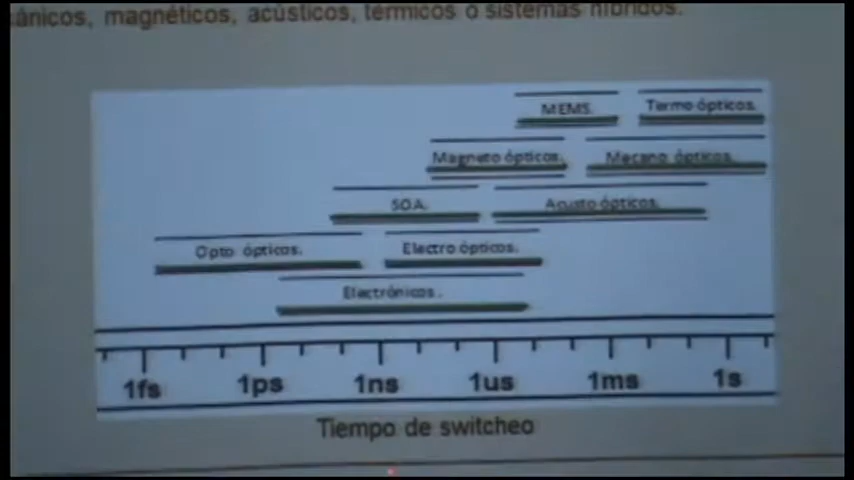 ánicos, magnéticos, acústicos, térmicos o sistemas híbridos.
MEMS. Termo ópticos.
Magneto ópticos. Mecano ópticos.
SOA. Acusto ópticos.
Opto ópticos. Electro ópticos.
Electrónicos.
1fs 1ps 1ns 1us 1ms 1s
Tiempo de switcheo